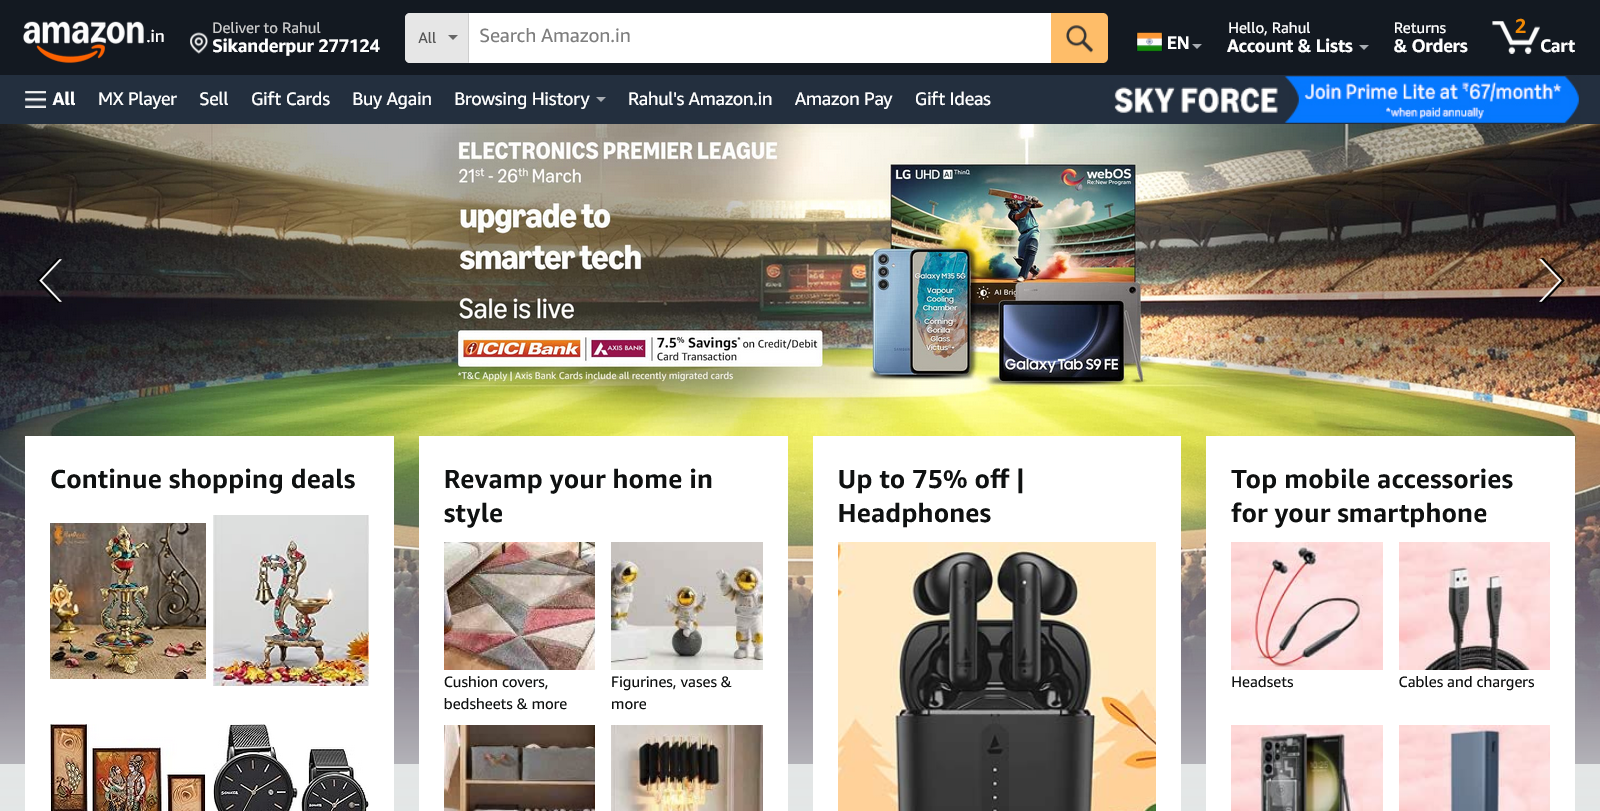 amazon.in
Deliver to Rahul
Sikanderpur 277124
All
Search Amazon.in
EN
Hello, Rahul
Account & Lists
Returns
& Orders
2
Cart
All
MX Player
Sell
Gift Cards
Buy Again
Browsing History
Rahul's Amazon.in
Amazon Pay
Gift Ideas
SKY FORCE
Join Prime Lite at ₹67/month*
*when paid annually
ELECTRONICS PREMIER LEAGUE
21st - 26th March
upgrade to
smarter tech
Sale is live
ICICI Bank
AXIS BANK
7.5% Savings* on Credit/Debit
Card Transaction
*T&C Apply | Axis Bank Cards include all recently migrated cards
LG UHD AI ThinQ
webOS
Re:New Program
Galaxy M35 5G
Vapour
Cooling
Chamber
Corning
Gorilla
Glass
Victus+
AI Brig
Galaxy Tab S9 FE
Continue shopping deals
Revamp your home in
style
Cushion covers,
bedsheets & more
Figurines, vases &
more
Up to 75% off |
Headphones
Top mobile accessories
for your smartphone
Headsets
Cables and chargers
SONATA
SONATA